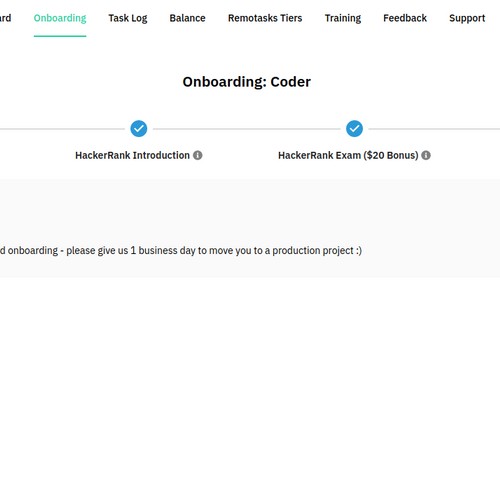 ard Onboarding Task Log Balance Remotasks Tiers Training Feedback Support
Onboarding: Coder
HackerRank Introduction HackerRank Exam ($20 Bonus)
d onboarding - please give us 1 business day to move you to a production project :)